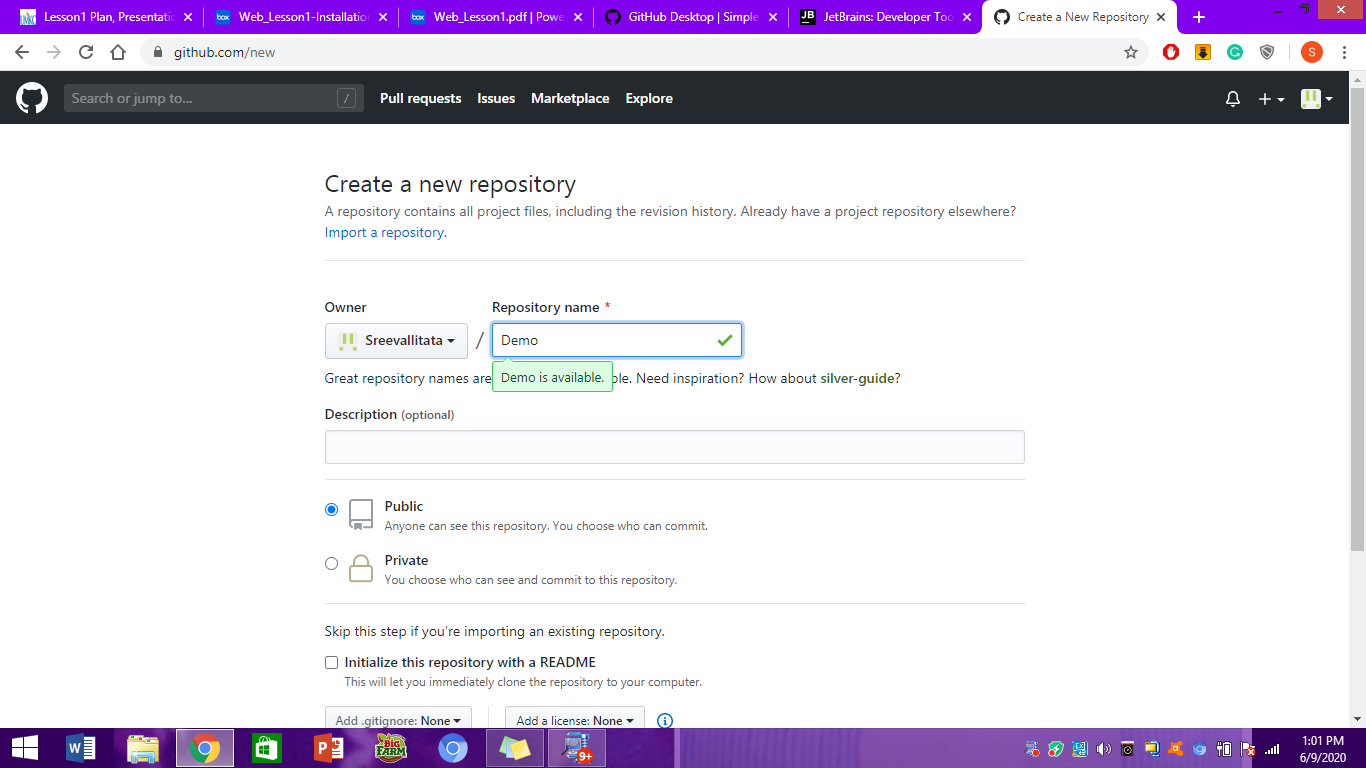 Lesson1 Plan, Presentatio
Web_Lesson1-Installation
Web_Lesson1.pdf | Powe
GitHub Desktop | Simple
JetBrains: Developer Too
Create a New Repository
github.com/new
S
Search or jump to...
/
Pull requests
Issues
Marketplace
Explore
Create a new repository
A repository contains all project files, including the revision history. Already have a project repository elsewhere?
Import a repository.
Owner
Repository name *
Sreevallitata
/
Demo
Great repository names are
Demo is available.
ble. Need inspiration? How about silver-guide?
Description (optional)
Public
Anyone can see this repository. You choose who can commit.
Private
You choose who can see and commit to this repository.
Skip this step if you’re importing an existing repository.
Initialize this repository with a README
This will let you immediately clone the repository to your computer.
Add .gitignore: None
Add a license: None
BIG FARM
9+
1:01 PM
6/9/2020